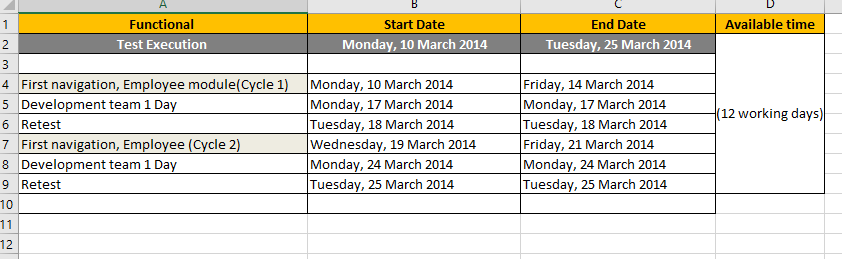 A B C D
1 Functional Start Date End Date Available time
2 Test Execution Monday, 10 March 2014 Tuesday, 25 March 2014
3
4 First navigation, Employee module(Cycle 1) Monday, 10 March 2014 Friday, 14 March 2014
5 Development team 1 Day Monday, 17 March 2014 Monday, 17 March 2014
(12 working days)
6 Retest Tuesday, 18 March 2014 Tuesday, 18 March 2014
7 First navigation, Employee (Cycle 2) Wednesday, 19 March 2014 Friday, 21 March 2014
8 Development team 1 Day Monday, 24 March 2014 Monday, 24 March 2014
9 Retest Tuesday, 25 March 2014 Tuesday, 25 March 2014
10
11
12